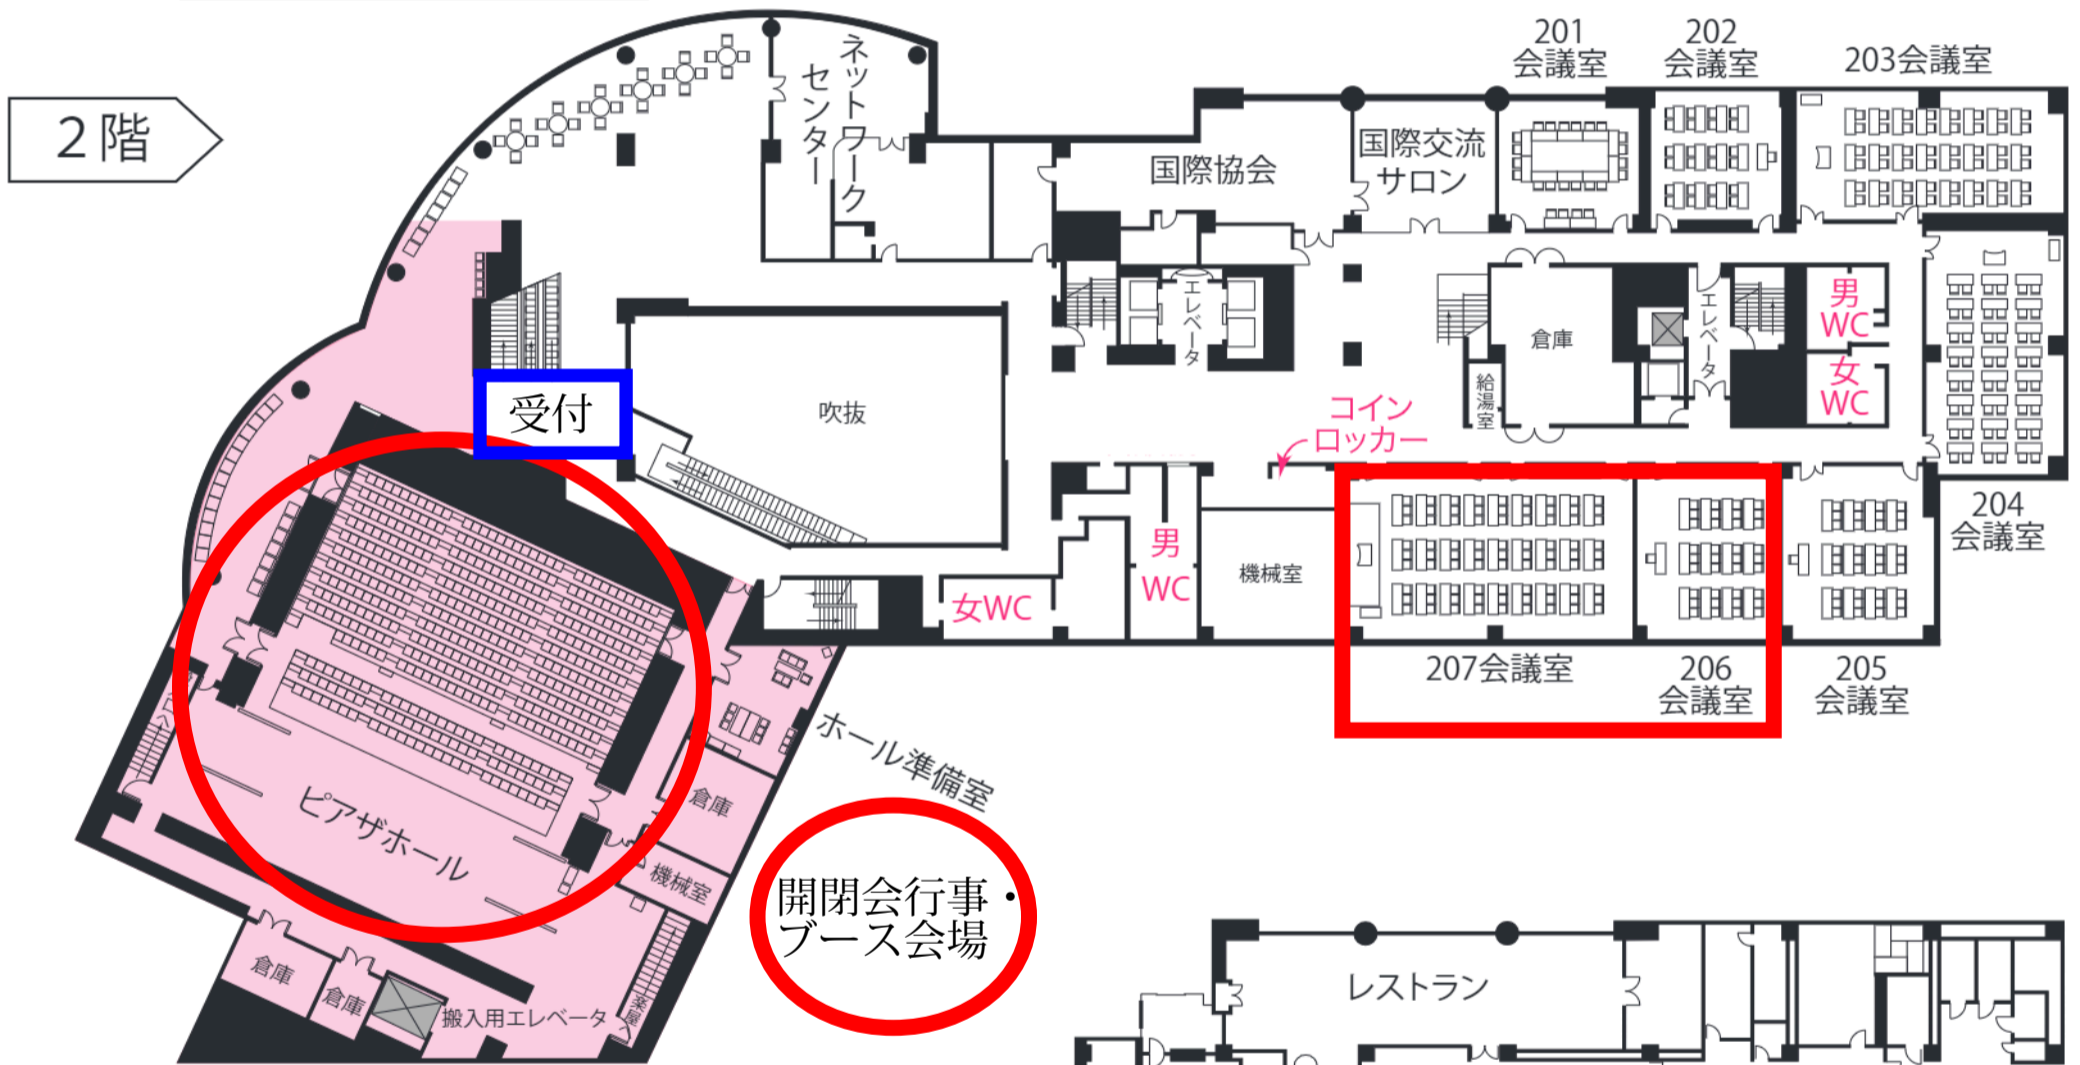 2階
ネットワーク
センター
201
会議室
202
会議室
203会議室
国際協会
国際交流
サロン
エレベータ
倉庫
エレベータ
男
WC
女
WC
給湯室
受付
吹抜
コイン
ロッカー
204
会議室
男
WC
機械室
女WC
207会議室
206
会議室
205
会議室
ホール準備室
倉庫
ピアザホール
機械室
開閉会行事・
ブース会場
倉庫
倉庫
搬入用エレベータ
楽屋へ
レストラン